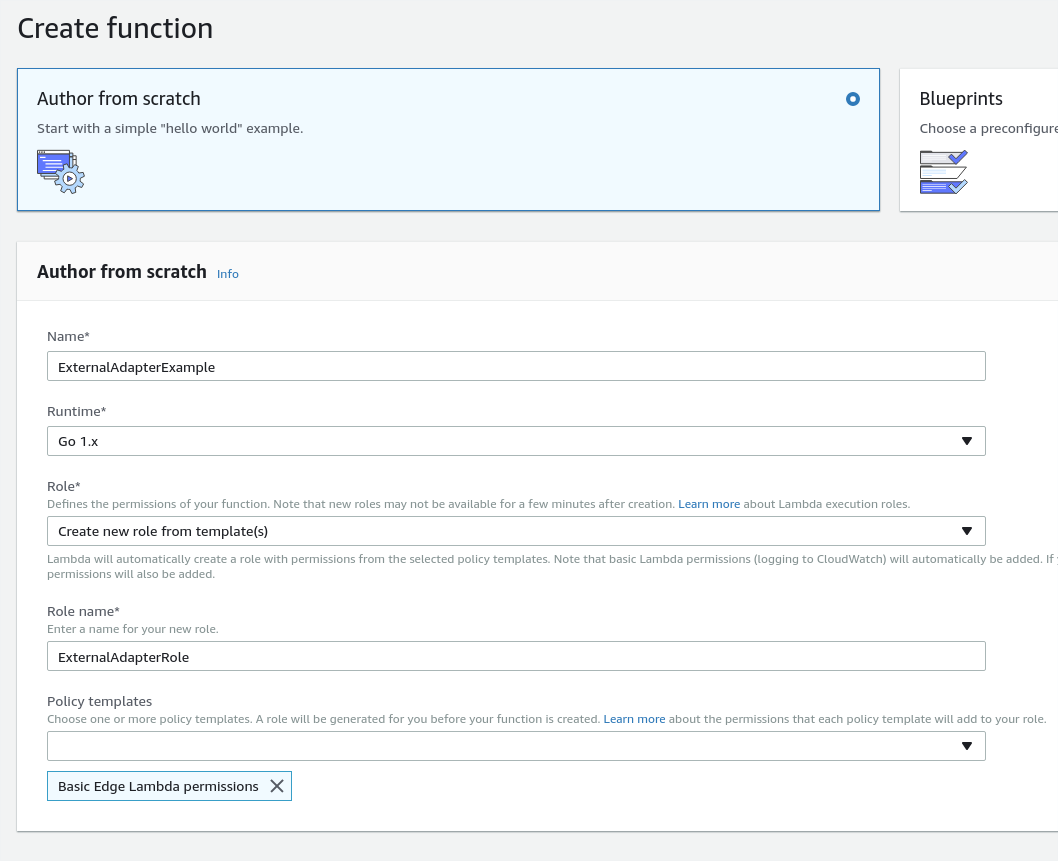 Create function
Author from scratch
Start with a simple "hello world" example.
Blueprints
Choose a preconfigure
Author from scratch Info
Name*
ExternalAdapterExample
Runtime*
Go 1.x
Role*
Defines the permissions of your function. Note that new roles may not be available for a few minutes after creation. Learn more about Lambda execution roles.
Create new role from template(s)
Lambda will automatically create a role with permissions from the selected policy templates. Note that basic Lambda permissions (logging to CloudWatch) will automatically be added. If
permissions will also be added.
Role name*
Enter a name for your new role.
ExternalAdapterRole
Policy templates
Choose one or more policy templates. A role will be generated for you before your function is created. Learn more about the permissions that each policy template will add to your role.
Basic Edge Lambda permissions